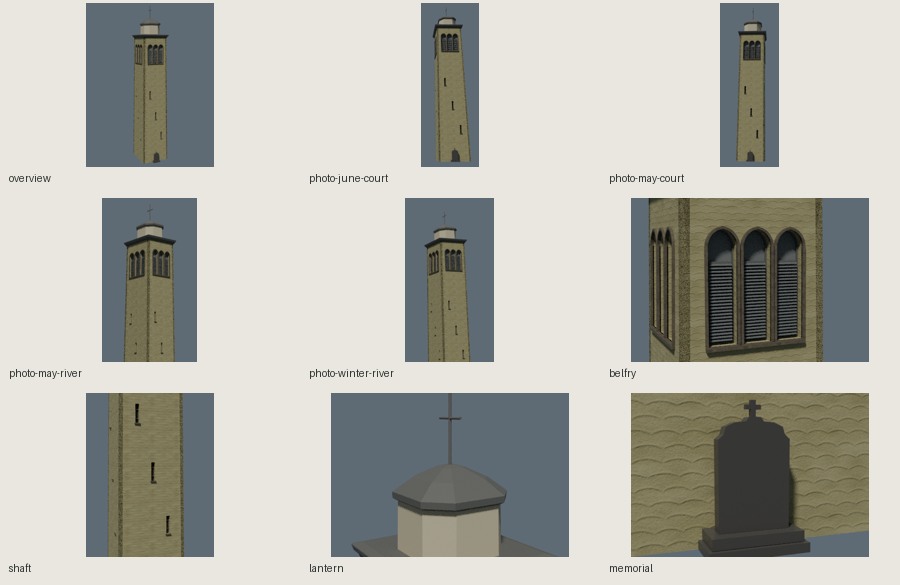 overview
photo-june-court
photo-may-court
photo-may-river
photo-winter-river
belfry
shaft
lantern
memorial